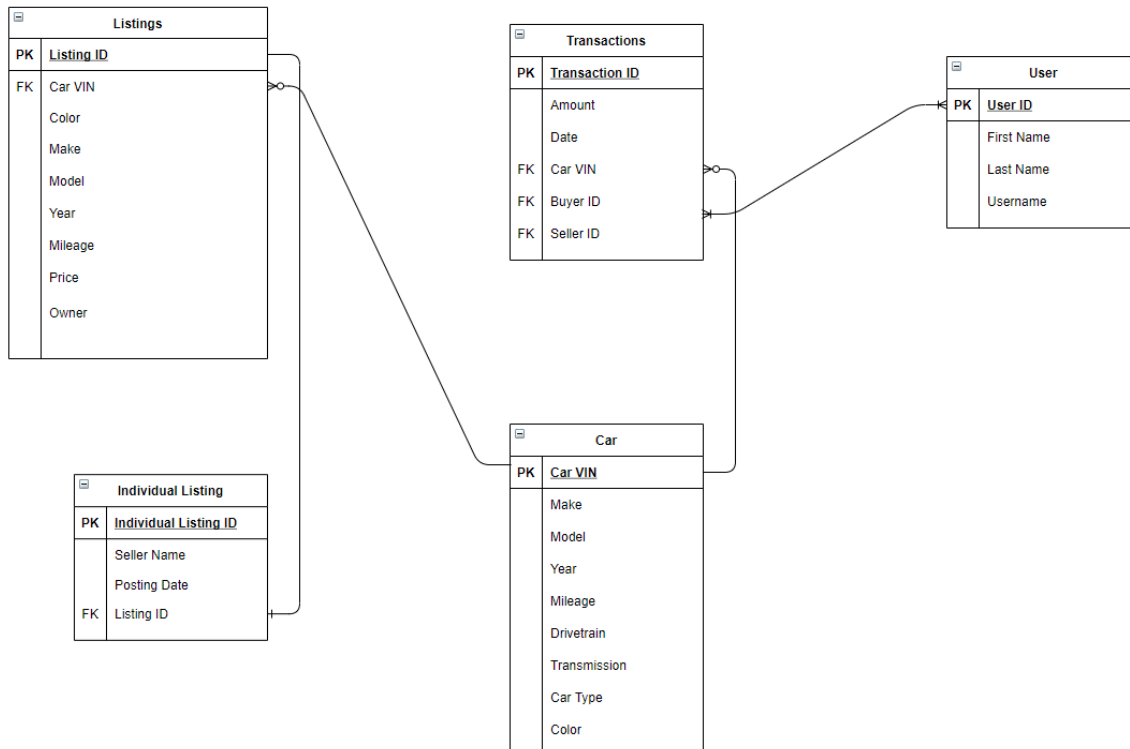 Listings
PK Listing ID
FK Car VIN
Color
Make
Model
Year
Mileage
Price
Owner
Transactions
PK Transaction ID
Amount
Date
FK Car VIN
FK Buyer ID
FK Seller ID
User
PK User ID
First Name
Last Name
Username
Individual Listing
PK Individual Listing ID
Seller Name
Posting Date
FK Listing ID
Car
PK Car VIN
Make
Model
Year
Mileage
Drivetrain
Transmission
Car Type
Color